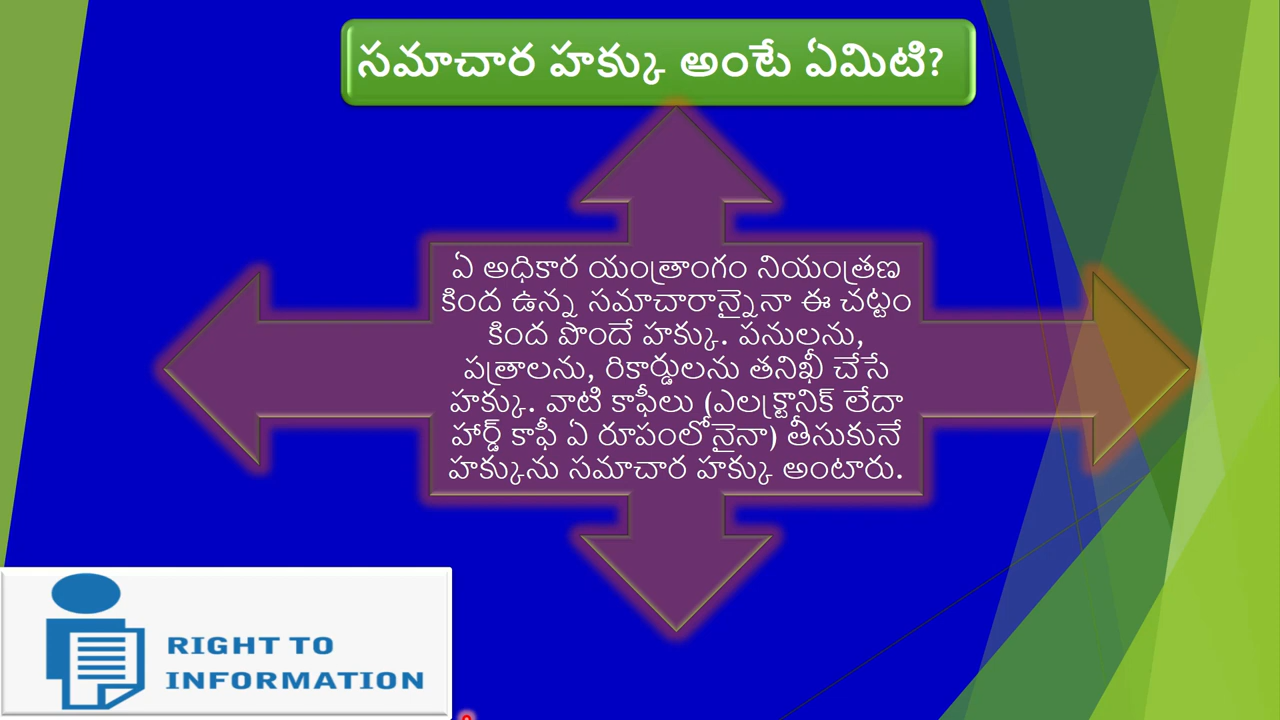 సమాచార హక్కు అంటే ఏమిటి?
ఏ అధికార యంత్రాంగం నియంత్రణ
కింద ఉన్న సమాచారాన్నైనా ఈ చట్టం
కింద పొందే హక్కు. పనులను,
పత్రాలను, రికార్డులను తనిఖీ చేసే
హక్కు. వాటి కాఫీలు (ఎలక్ట్రానిక్ లేదా
హార్డ్ కాఫీ ఏ రూపంలోనైనా) తీసుకునే
హక్కును సమాచార హక్కు అంటారు.
RIGHT TO
INFORMATION